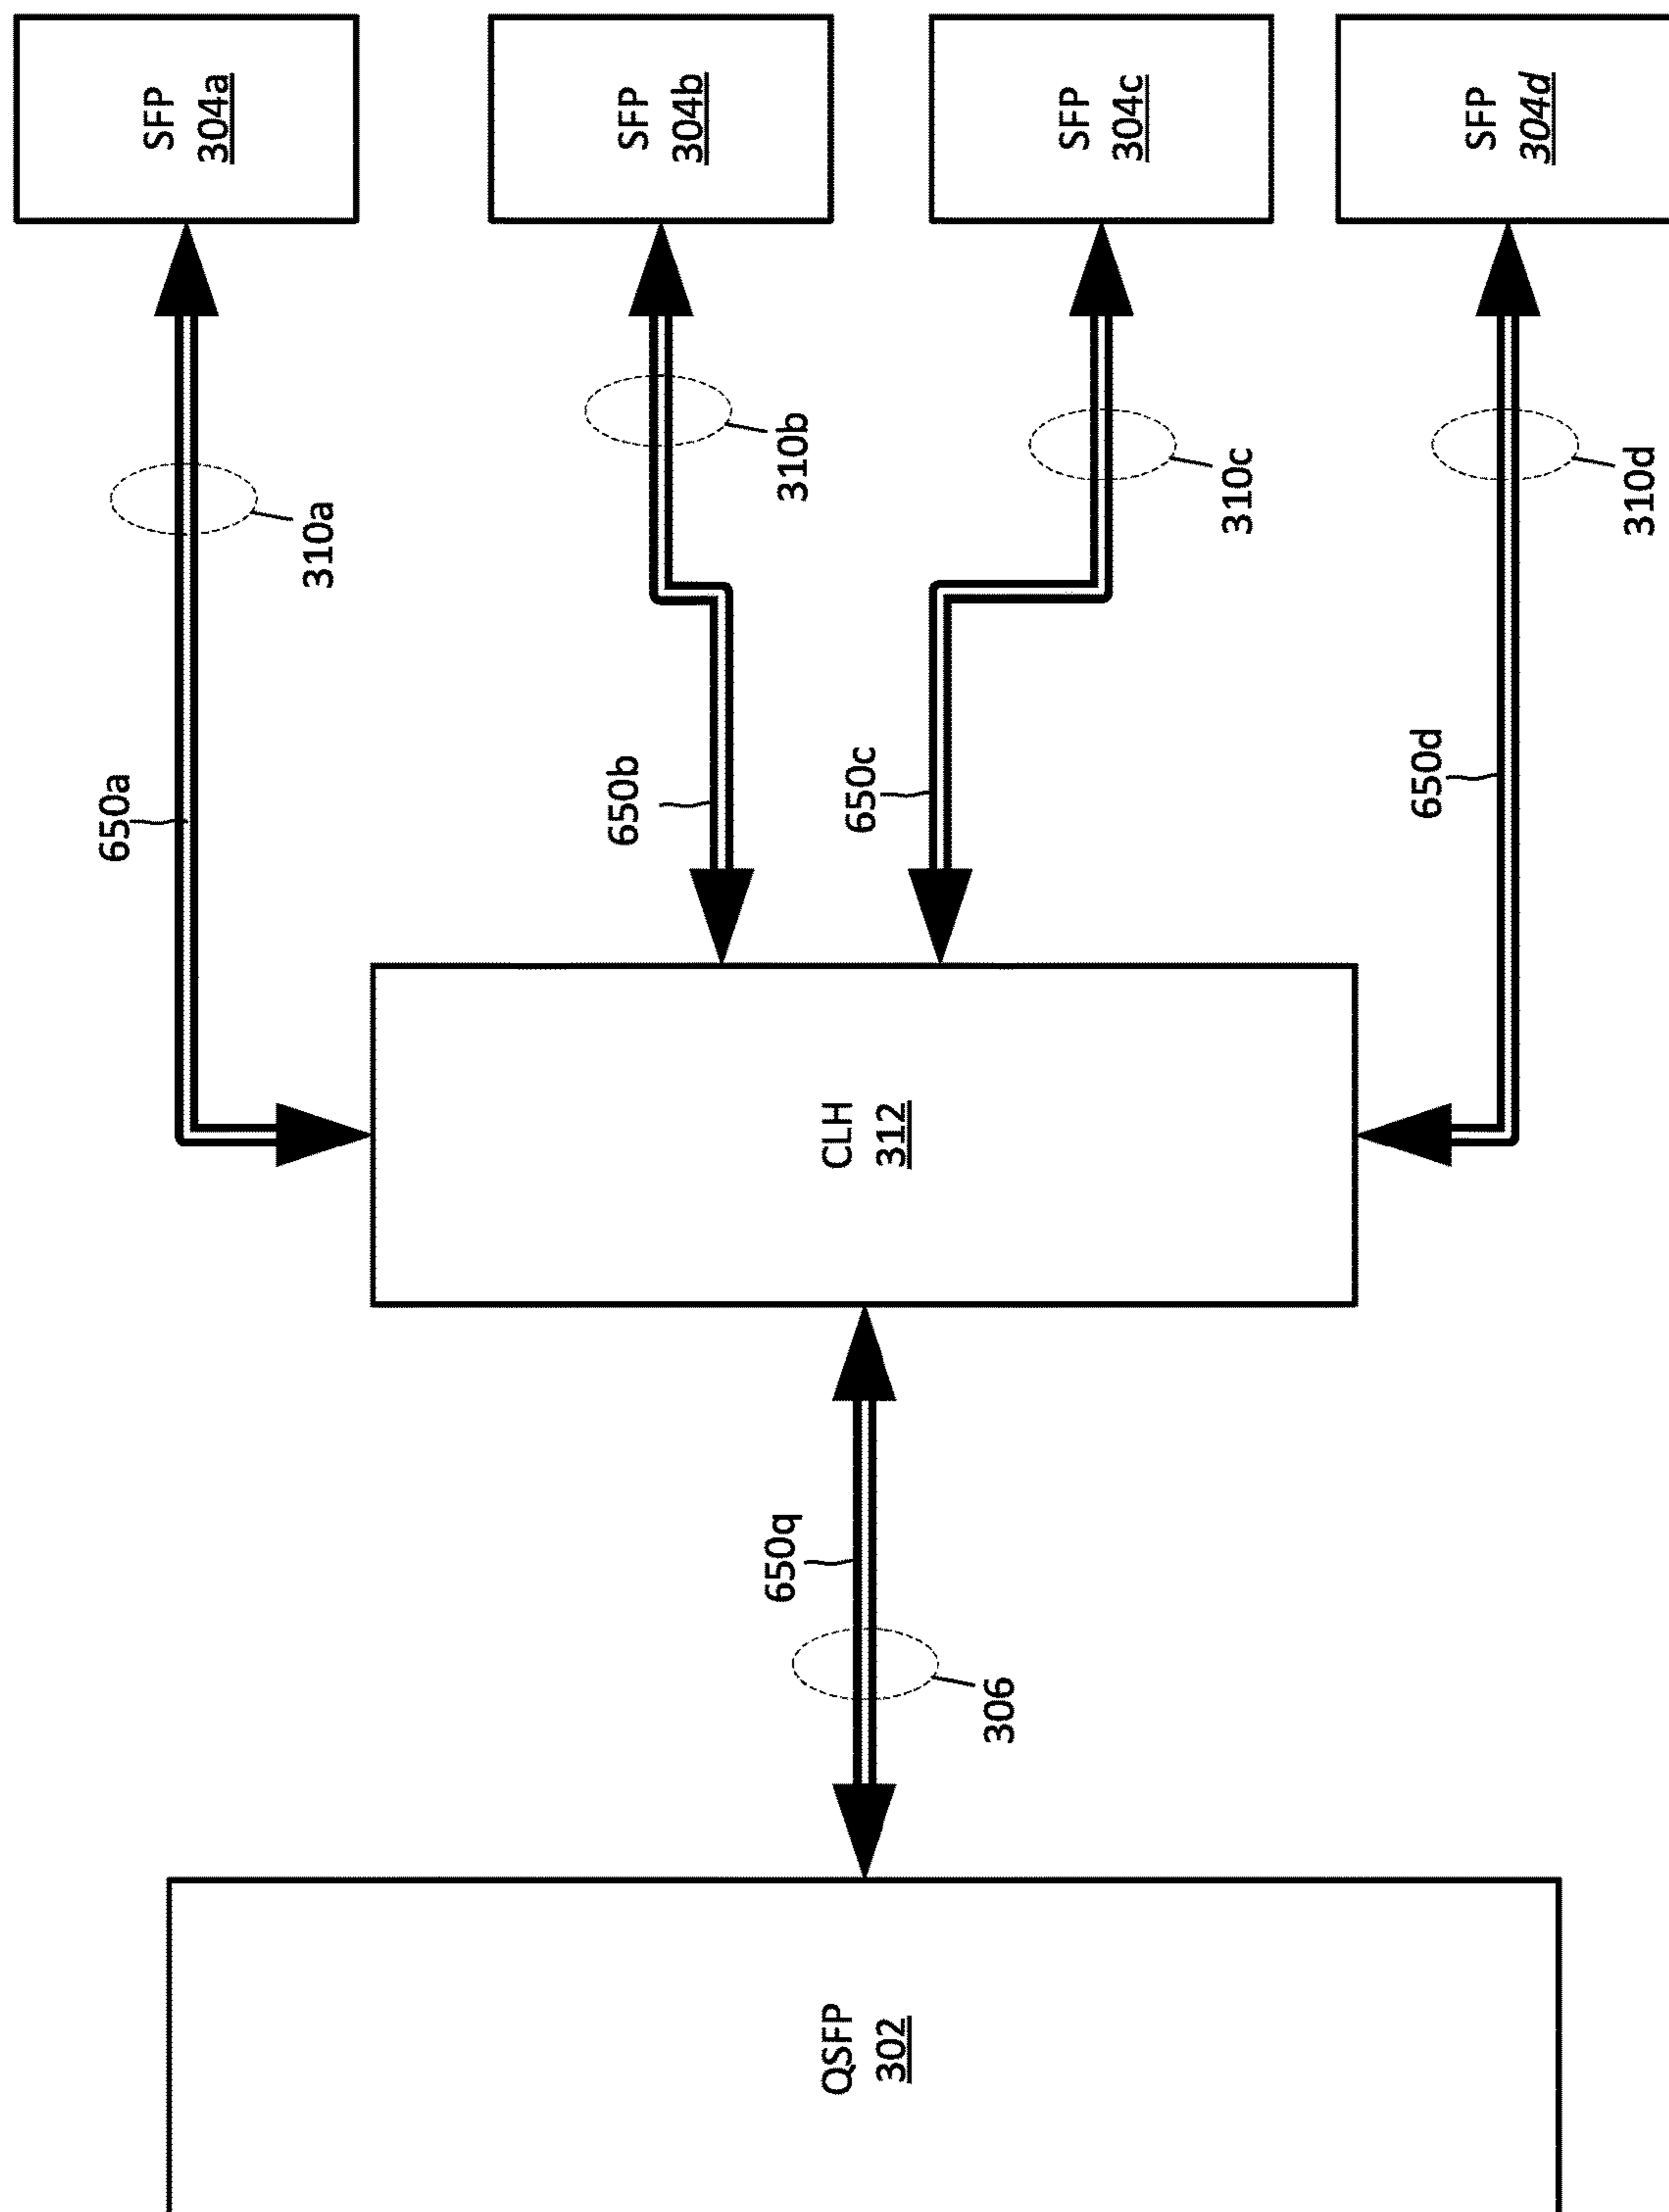 SFP
304a
SFP
304b
SFP
304c
SFP
304d
310a
310b
310c
310d
650a
650b
650c
650d
CLH
312
650q
306
QSFP
302